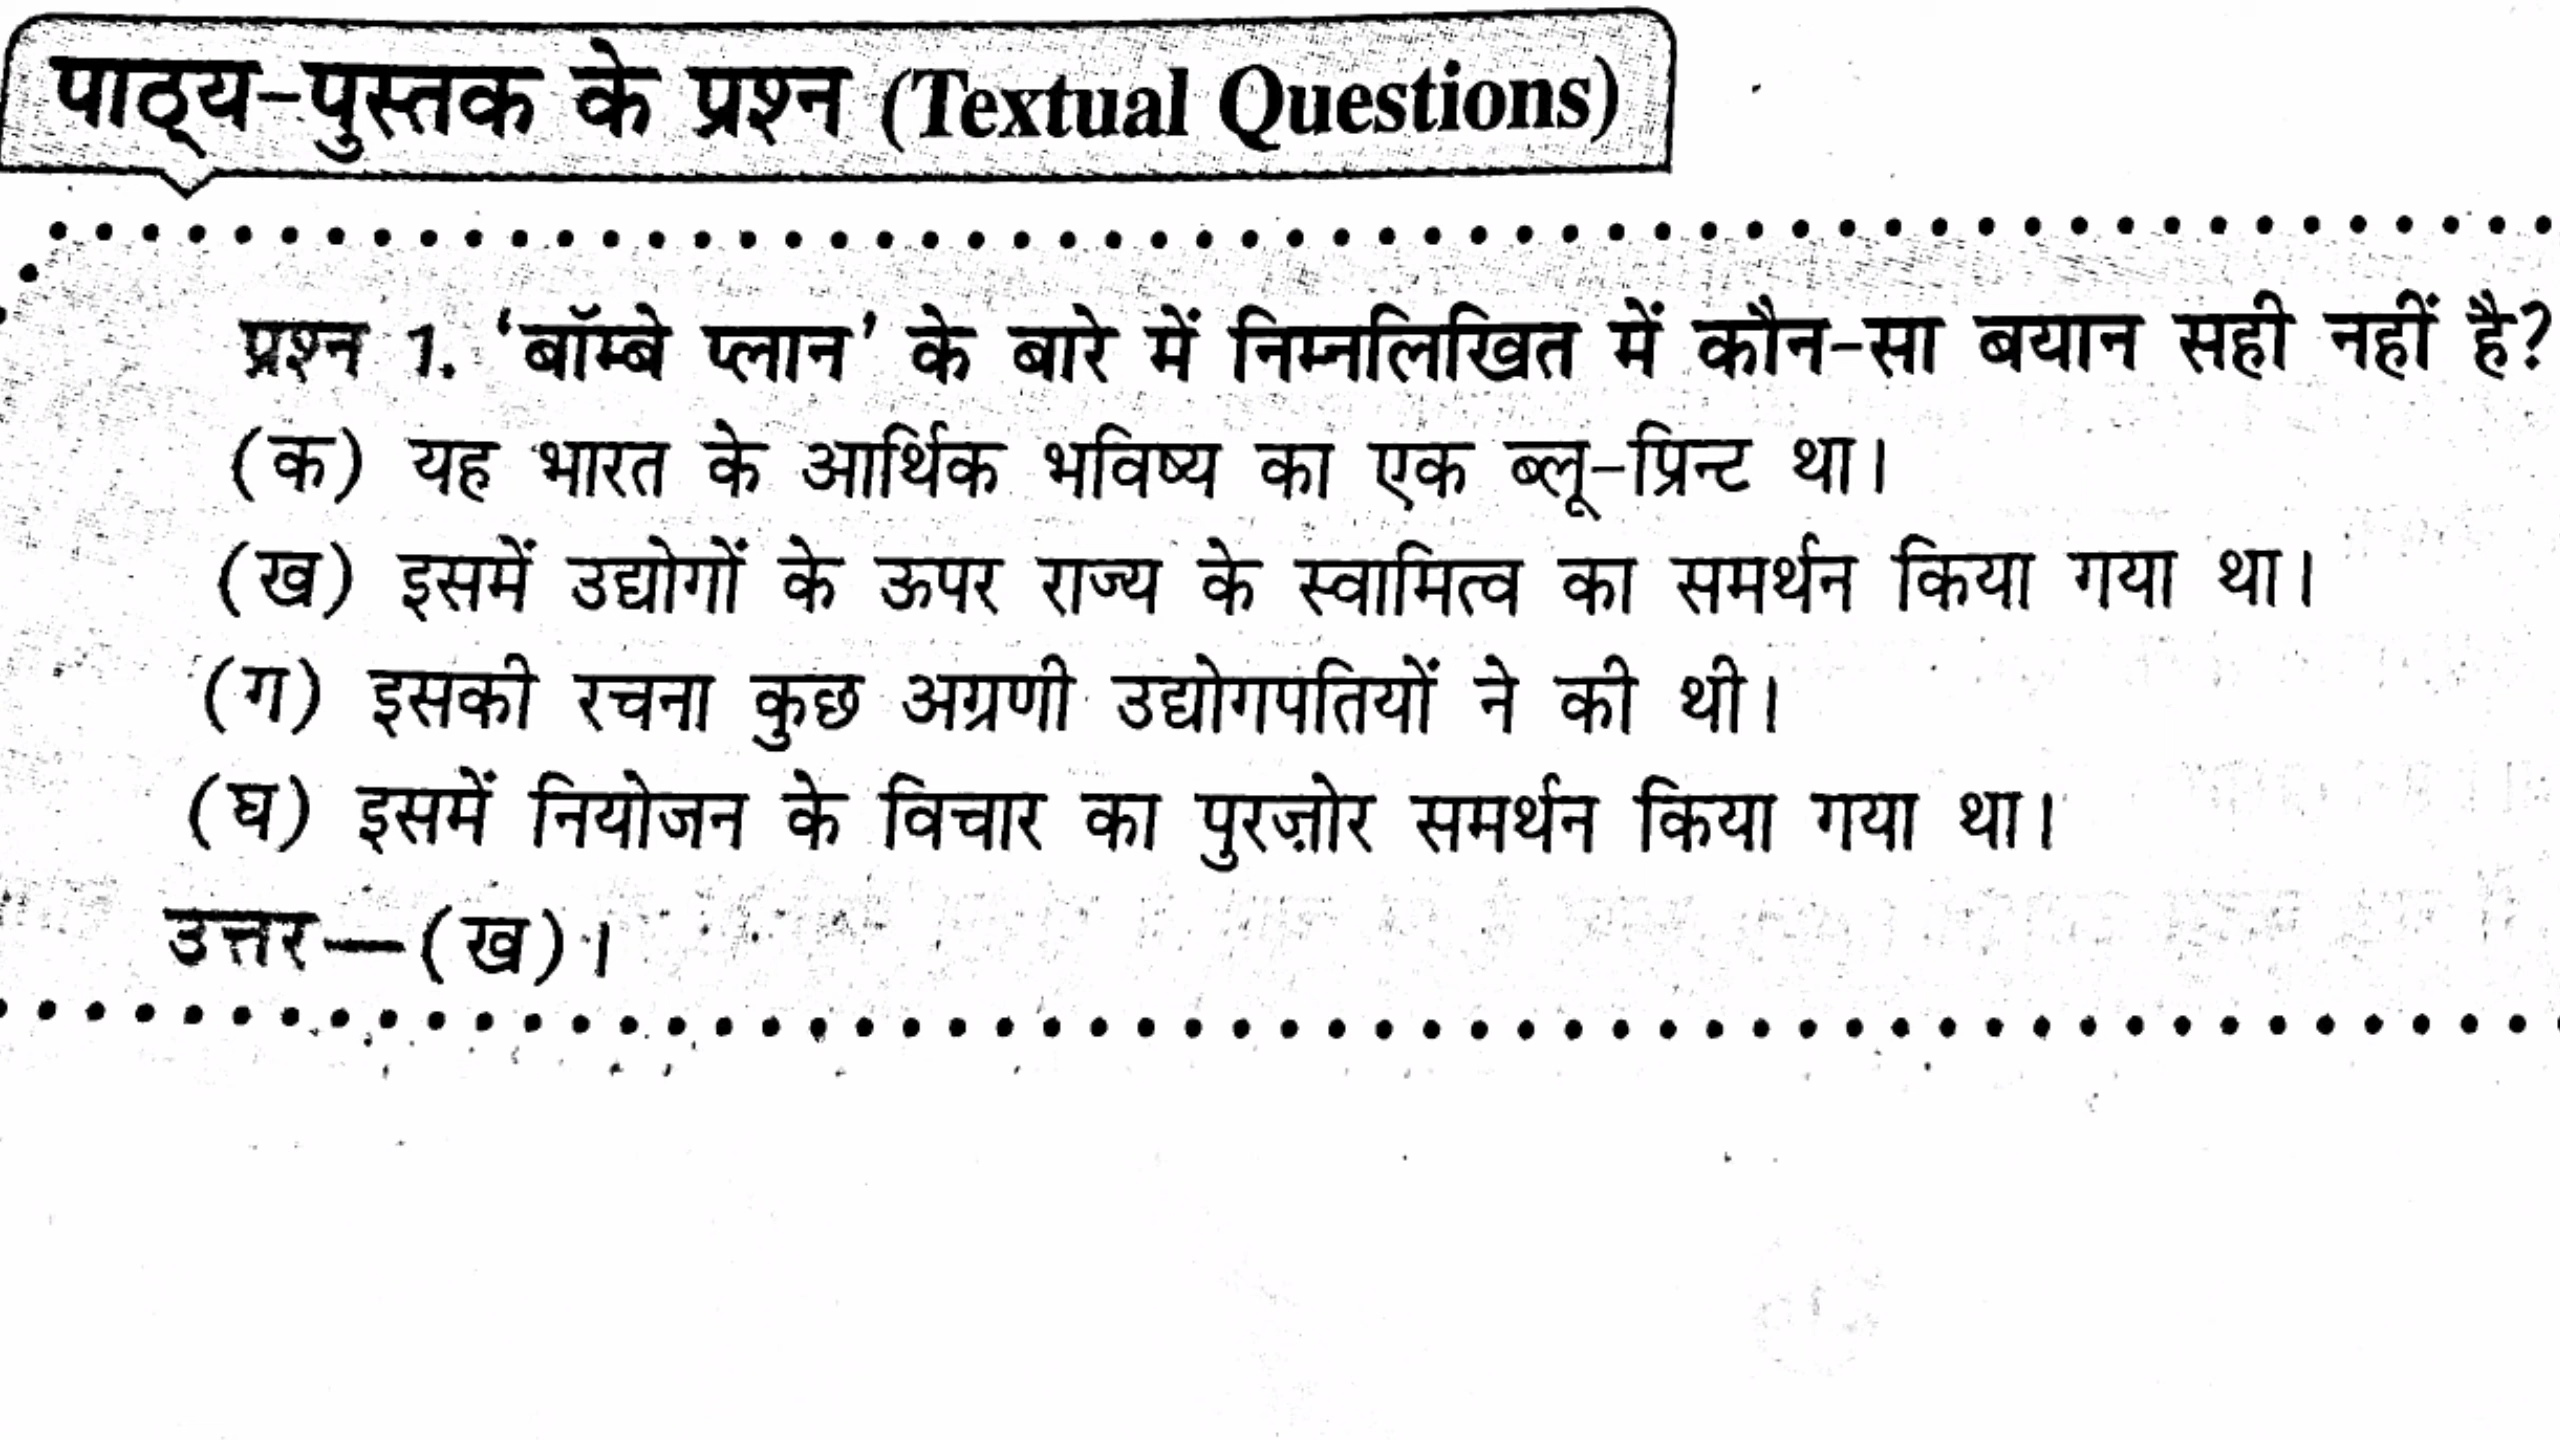 पाठ्य-पुस्तक के प्रश्न (Textual Questions)
प्रश्न 1. ‘बॉम्बे प्लान’ के बारे में निम्नलिखित में कौन-सा बयान सही नहीं है?
(क) यह भारत के आर्थिक भविष्य का एक ब्लू-प्रिन्ट था।
(ख) इसमें उद्योगों के ऊपर राज्य के स्वामित्व का समर्थन किया गया था।
(ग) इसकी रचना कुछ अग्रणी उद्योगपतियों ने की थी।
(घ) इसमें नियोजन के विचार का पुरज़ोर समर्थन किया गया था।
उत्तर—(ख)।